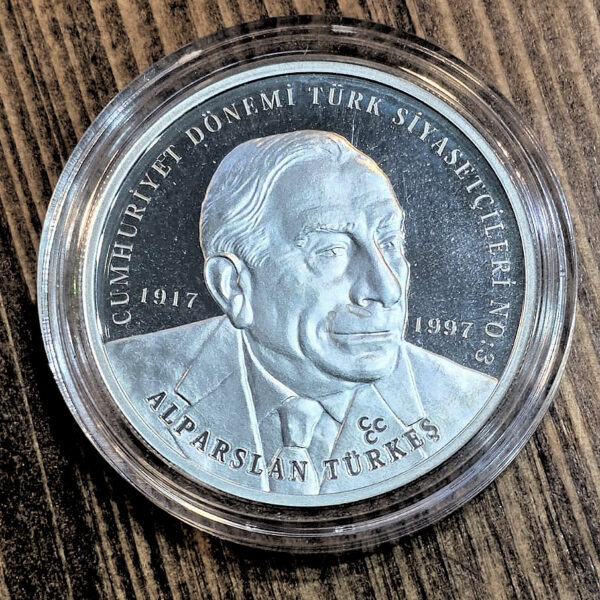 CUMHURİYET DÖNEMİ TÜRK SİYASETÇİLERİ NO.3
1917
1997
ALPARSLAN TÜRKEŞ